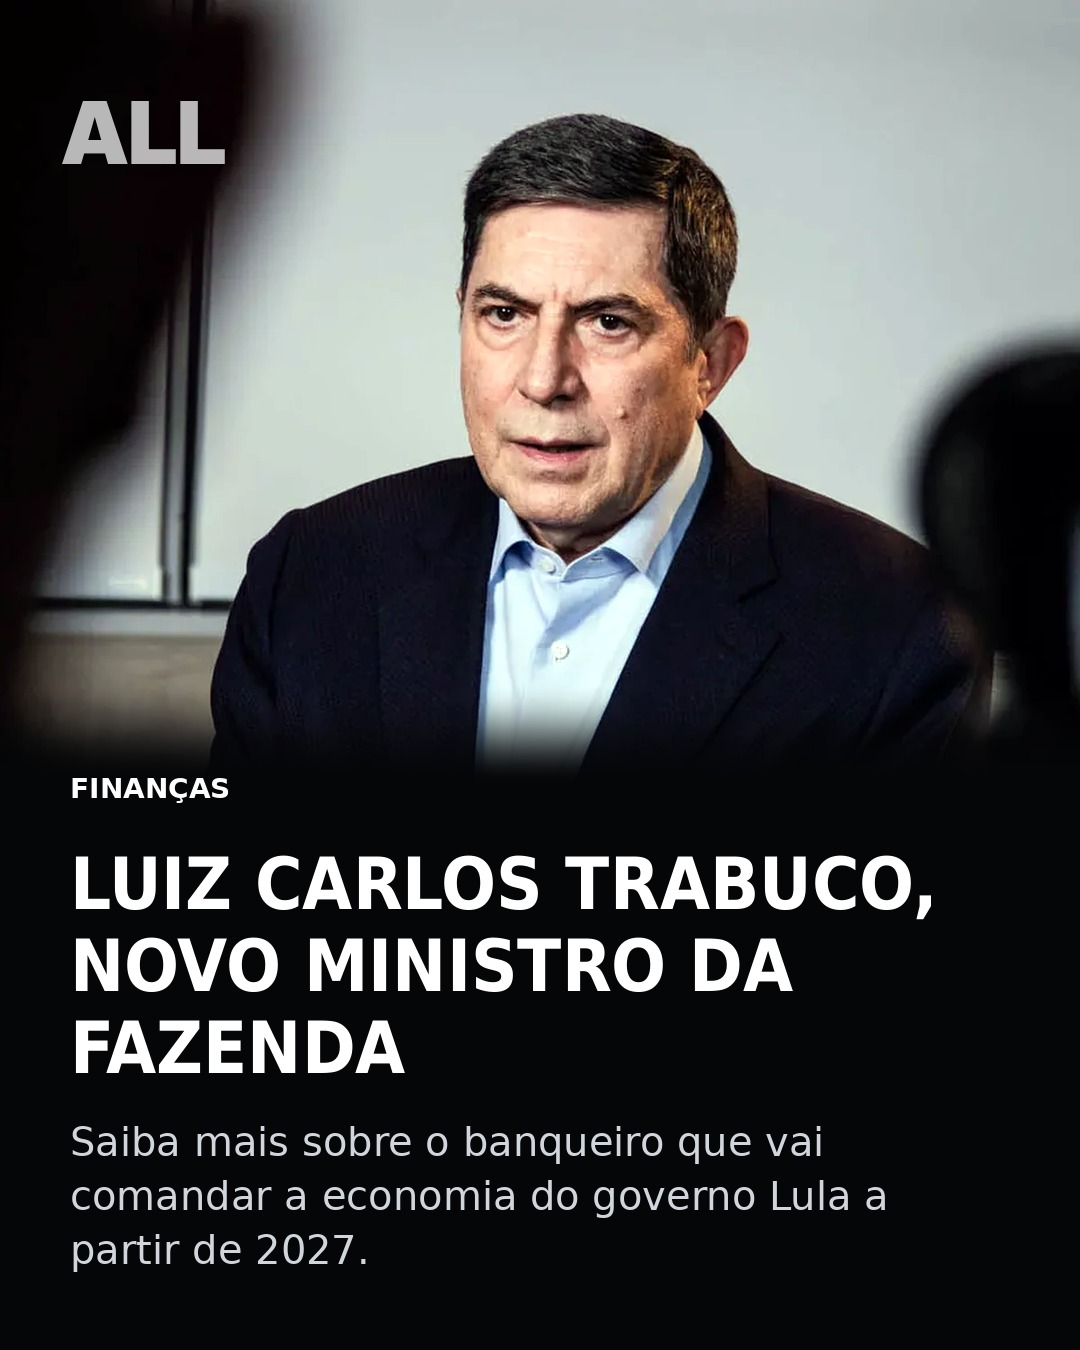 ALL
FINANÇAS
LUIZ CARLOS TRABUCO,
NOVO MINISTRO DA
FAZENDA
Saiba mais sobre o banqueiro que vai
comandar a economia do governo Lula a
partir de 2027.